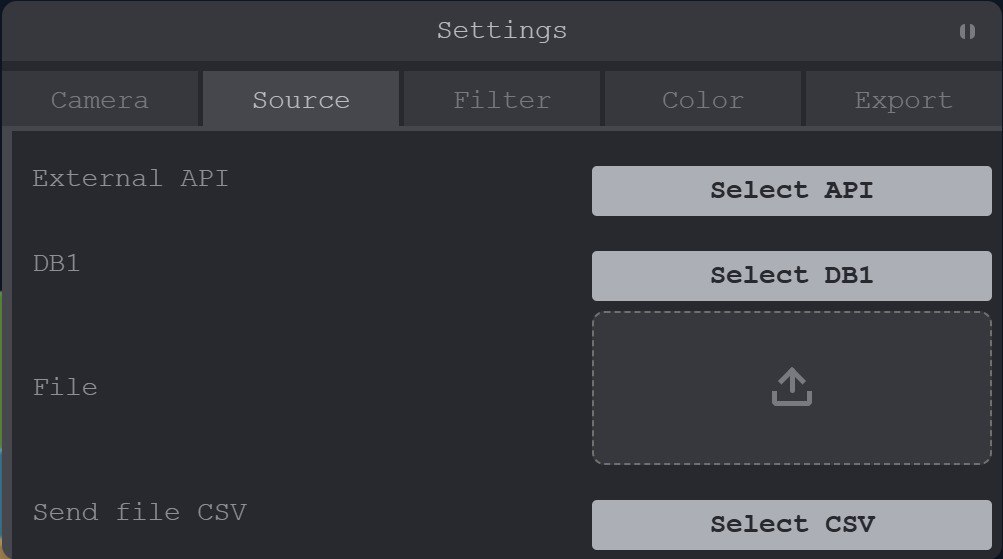 Settings
Camera Source Filter Color Export
External API Select API
DB1 Select DB1
File
Send file CSV Select CSV